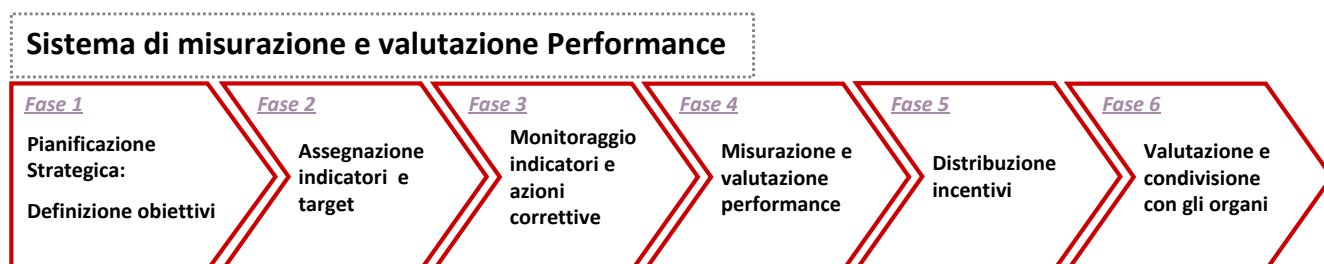 Sistema di misurazione e valutazione Performance
Fase 1
Pianificazione
Strategica:
Definizione obiettivi
Fase 2
Assegnazione
indicatori e
target
Fase 3
Monitoraggio
indicatori e
azioni
correttive
Fase 4
Misurazione e
valutazione
performance
Fase 5
Distribuzione
incentivi
Fase 6
Valutazione e
condivisione
con gli organi